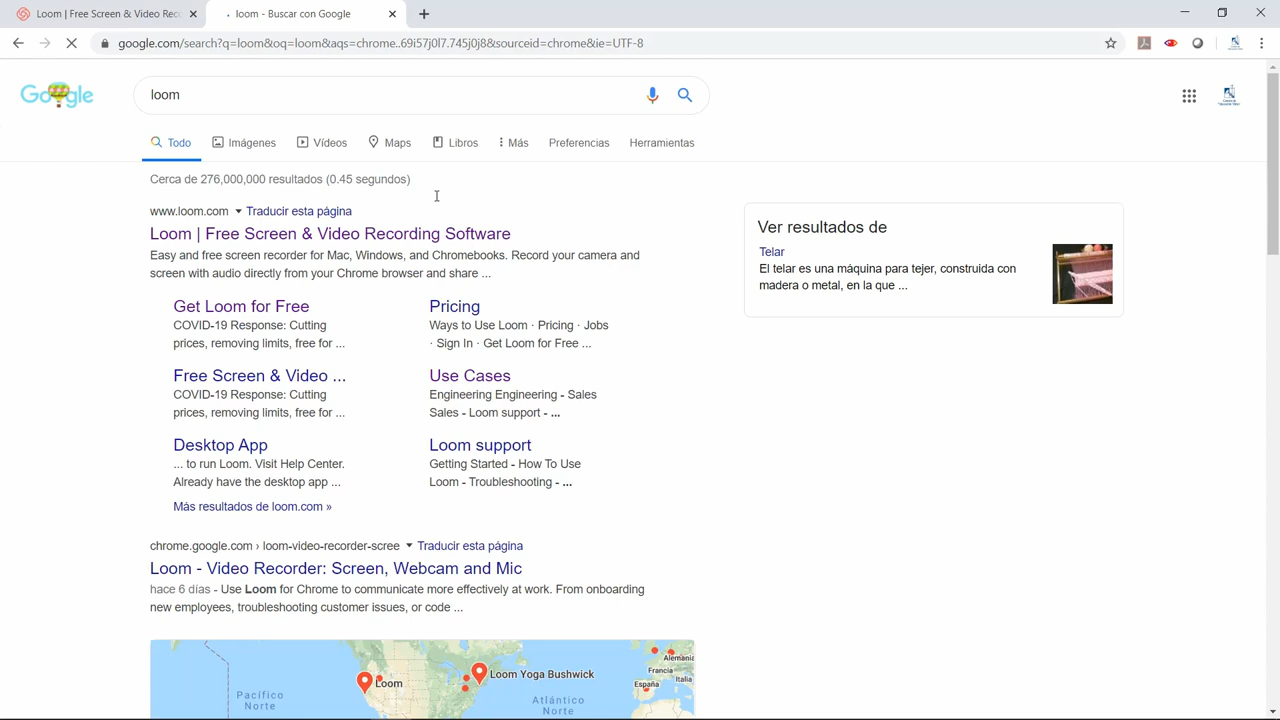 Loom | Free Screen & Video Rec
loom - Buscar con Google
google.com/search?q=loom&oq=loom&aqs=chrome..69i57j0l7.745j0j8&sourceid=chrome&ie=UTF-8
Google
loom
Todo Imágenes Vídeos Maps Libros Más Preferencias Herramientas
Cerca de 276,000,000 resultados (0.45 segundos)
www.loom.com Traducir esta página
Loom | Free Screen & Video Recording Software
Easy and free screen recorder for Mac, Windows, and Chromebooks. Record your camera and
screen with audio directly from your Chrome browser and share ...
Get Loom for Free
COVID-19 Response: Cutting
prices, removing limits, free for ...
Pricing
Ways to Use Loom · Pricing · Jobs
· Sign In · Get Loom for Free ...
Free Screen & Video ...
COVID-19 Response: Cutting
prices, removing limits, free for ...
Use Cases
Engineering Engineering - Sales
Sales - Loom support - ...
Desktop App
... to run Loom. Visit Help Center.
Already have the desktop app ...
Loom support
Getting Started - How To Use
Loom - Troubleshooting - ...
Más resultados de loom.com »
chrome.google.com › loom-video-recorder-scree Traducir esta página
Loom - Video Recorder: Screen, Webcam and Mic
hace 6 días - Use Loom for Chrome to communicate more effectively at work. From onboarding
new employees, troubleshooting customer issues, or code ...
Loom
Loom Yoga Bushwick
Pacífico
Norte
Atlántico
Norte
Alemania
Francia
España
Italia
Ver resultados de
Telar
El telar es una máquina para tejer, construida con
madera o metal, en la que ...